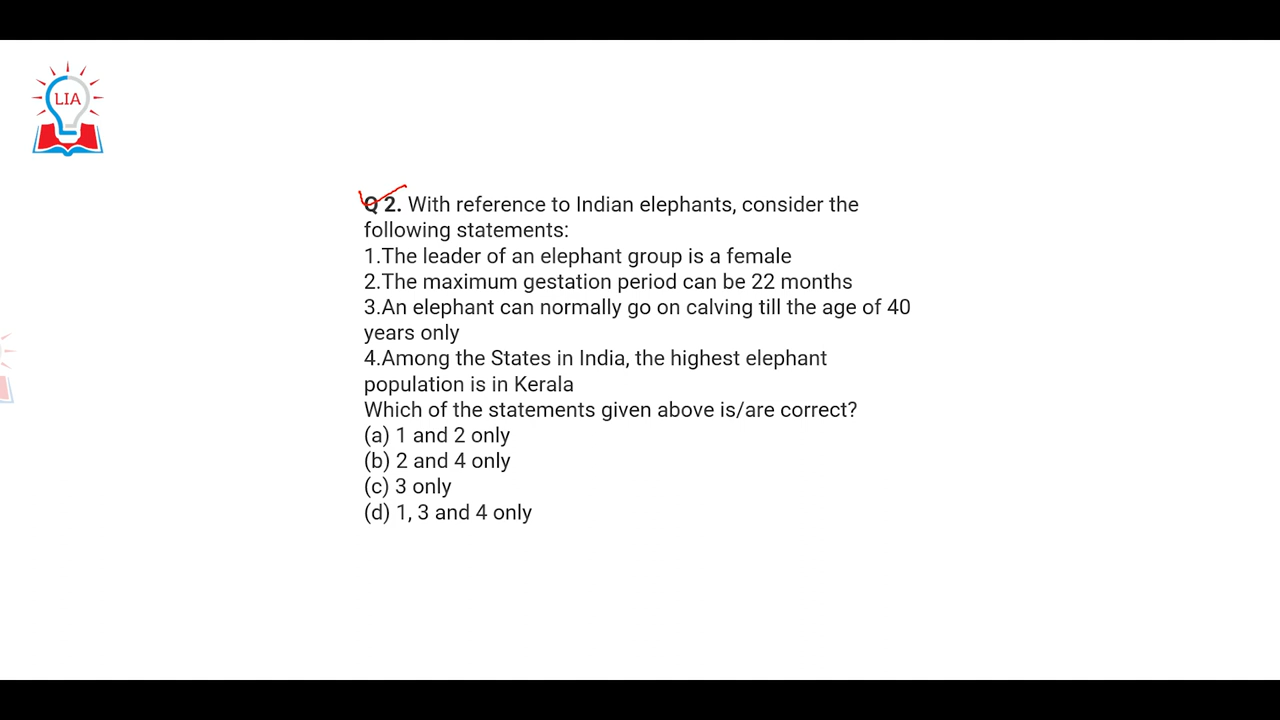 LIA
Q 2. With reference to Indian elephants, consider the
following statements:
1.The leader of an elephant group is a female
2.The maximum gestation period can be 22 months
3.An elephant can normally go on calving till the age of 40
years only
4.Among the States in India, the highest elephant
population is in Kerala
Which of the statements given above is/are correct?
(a) 1 and 2 only
(b) 2 and 4 only
(c) 3 only
(d) 1, 3 and 4 only